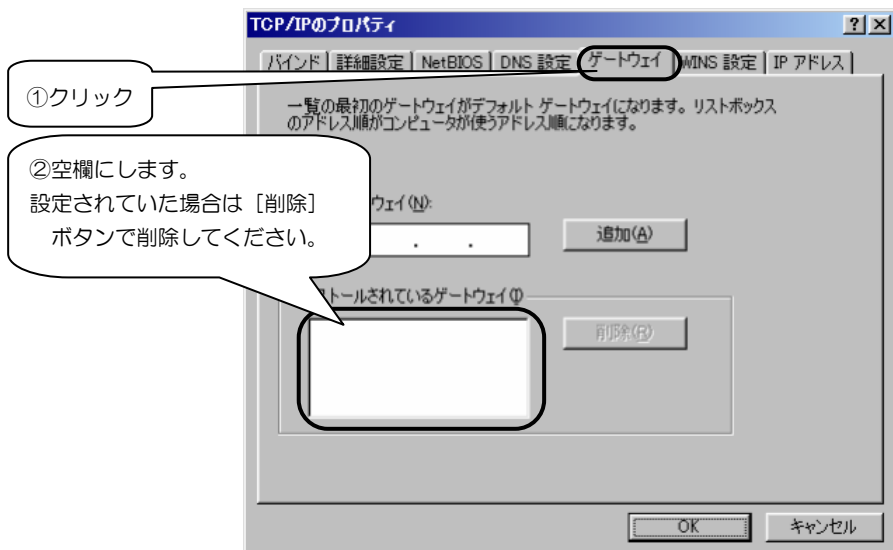 TCP/IPのプロパティ
バインド 詳細設定 NetBIOS DNS 設定 ゲートウェイ WINS 設定 IP アドレス
①クリック
一覧の最初のゲートウェイがデフォルト ゲートウェイになります。リストボックス
のアドレス順がコンピュータが使うアドレス順になります。
②空欄にします。
設定されていた場合は［削除］
ボタンで削除してください。
ウェイ(N):
. .
追加(A)
ストールされているゲートウェイ(I)
削除(R)
OK キャンセル